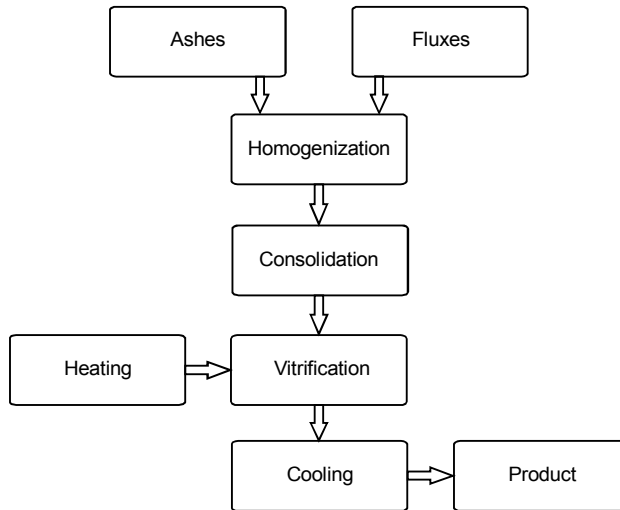 Ashes
Fluxes
Homogenization
Consolidation
Heating
Vitrification
Cooling
Product